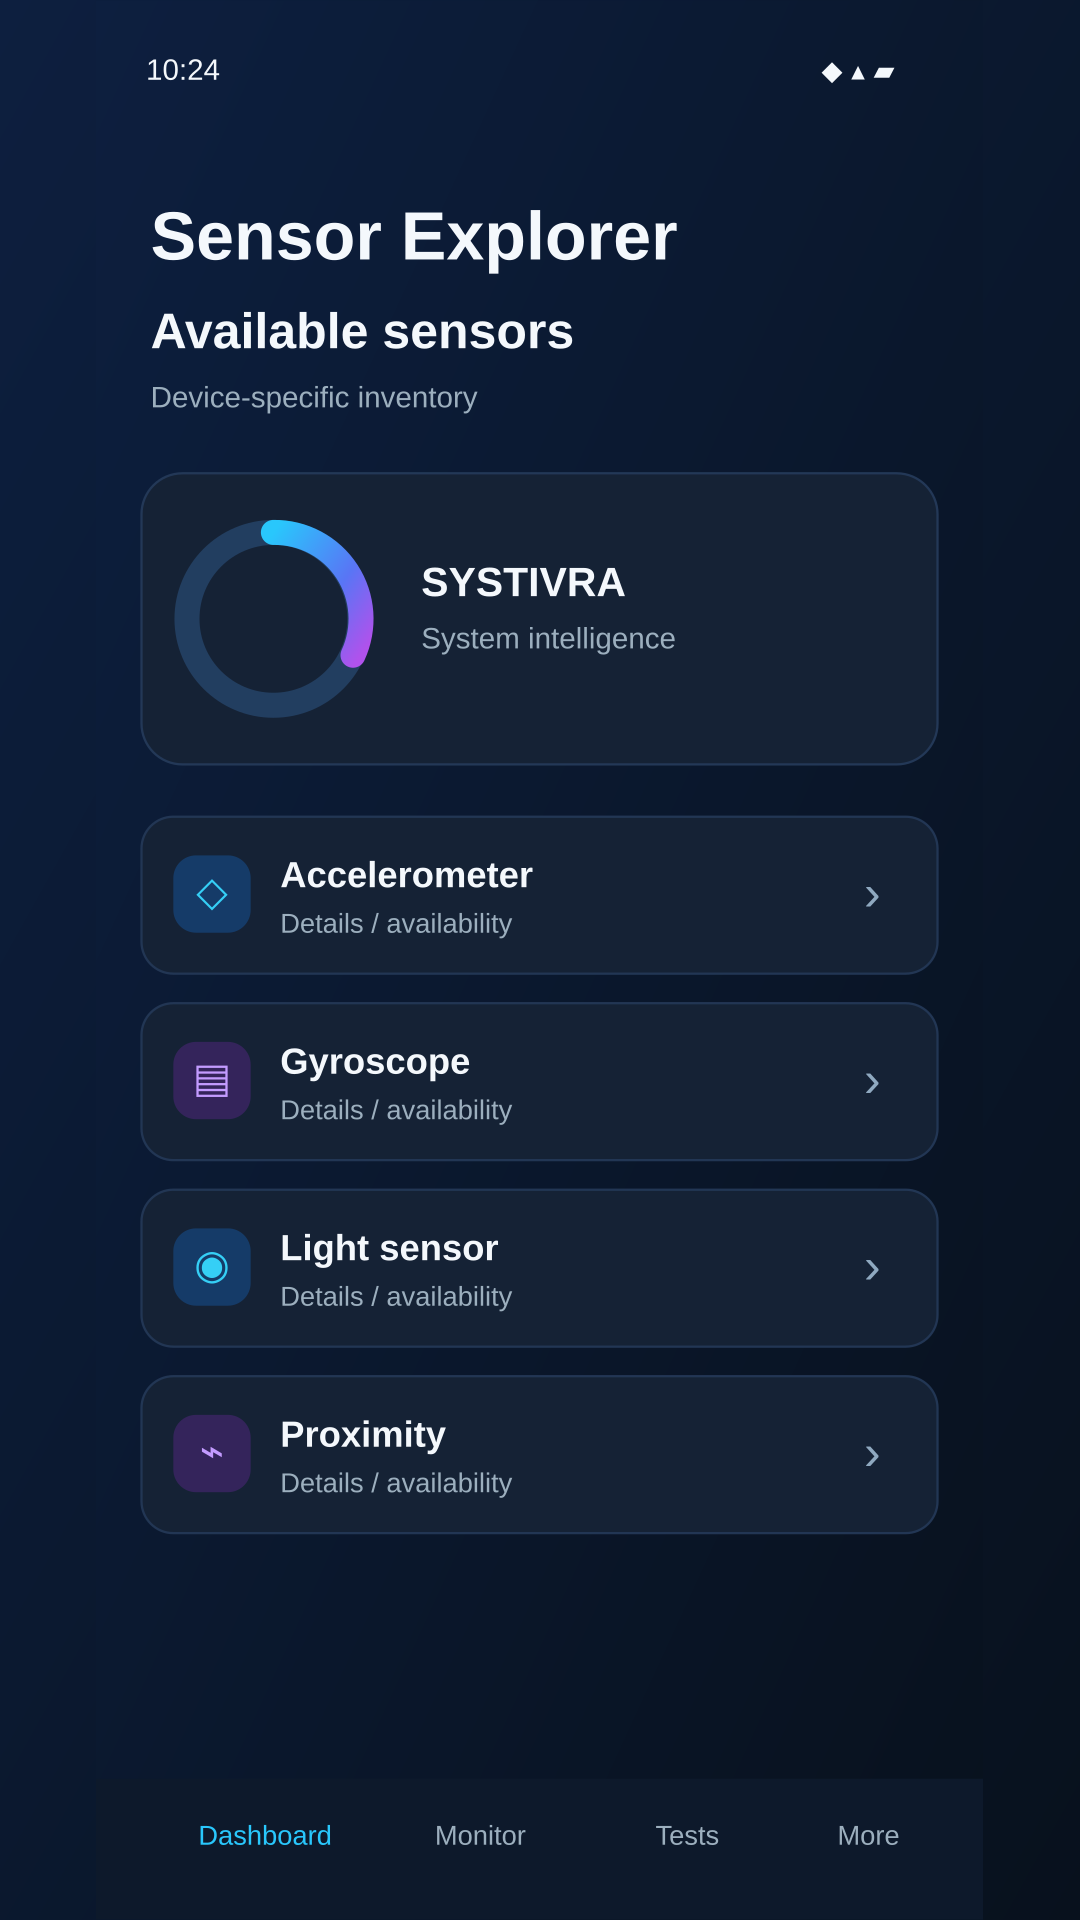 10:24
Sensor Explorer
Available sensors
Device-specific inventory
SYSTIVRA
System intelligence
Accelerometer
Details / availability
Gyroscope
Details / availability
Light sensor
Details / availability
Proximity
Details / availability
Dashboard Monitor Tests More